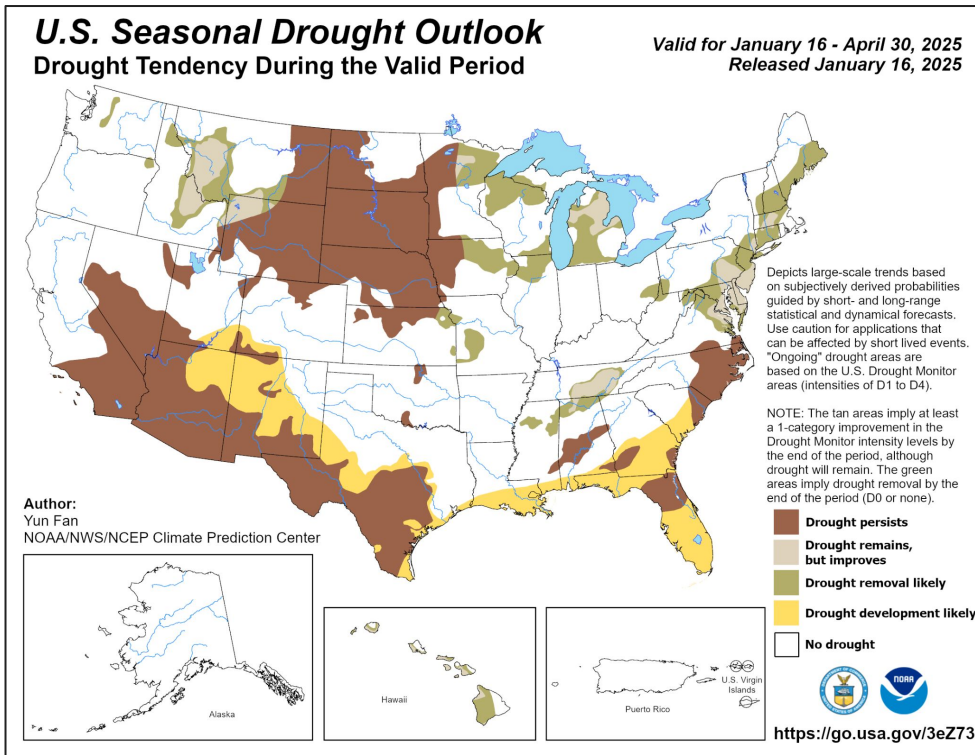 U.S. Seasonal Drought Outlook
Drought Tendency During the Valid Period
Valid for January 16 - April 30, 2025
Released January 16, 2025
Depicts large-scale trends based
on subjectively derived probabilities
guided by short- and long-range
statistical and dynamical forecasts.
Use caution for applications that
can be affected by short lived events.
"Ongoing" drought areas are
based on the U.S. Drought Monitor
areas (intensities of D1 to D4).
NOTE: The tan areas imply at least
a 1-category improvement in the
Drought Monitor intensity levels by
the end of the period, although
drought will remain. The green
areas imply drought removal by the
end of the period (D0 or none).
Author:
Yun Fan
NOAA/NWS/NCEP Climate Prediction Center
Drought persists
Drought remains,
but improves
Drought removal likely
Drought development likely
No drought
Alaska
Hawaii
Puerto Rico
U.S. Virgin
Islands
NOAA
https://go.usa.gov/3eZ73